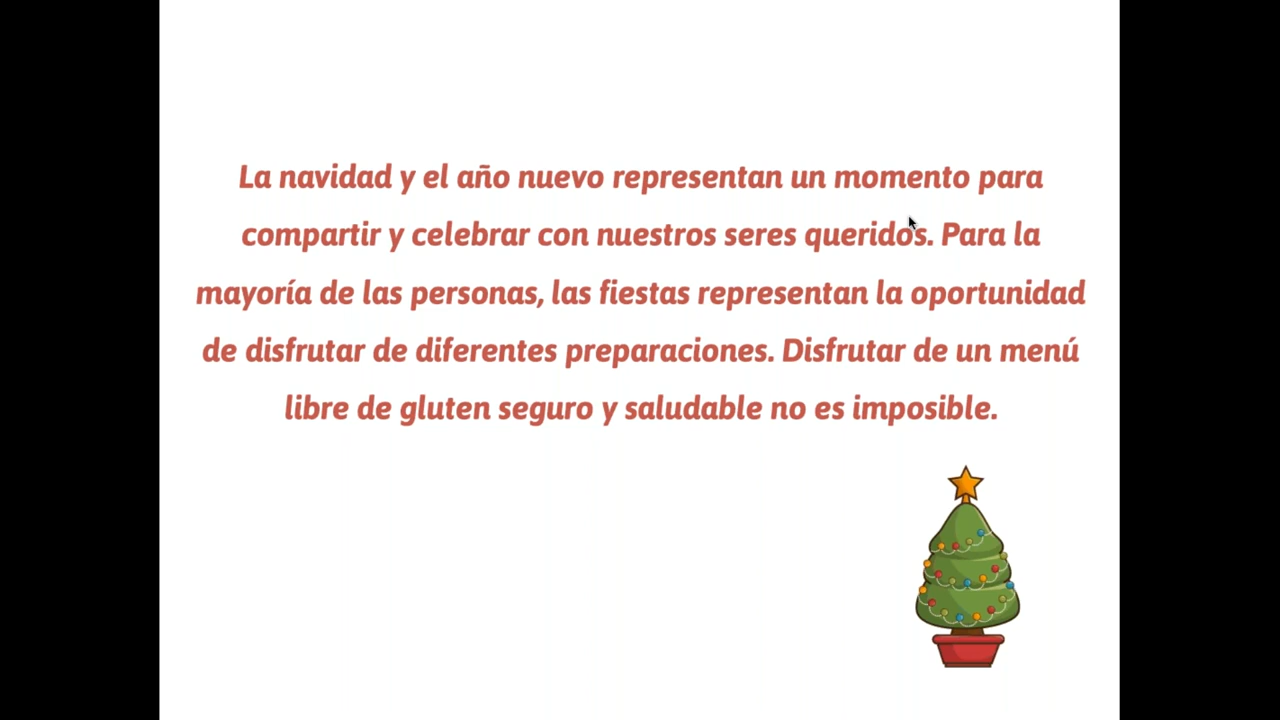 La navidad y el año nuevo representan un momento para
compartir y celebrar con nuestros seres queridos. Para la
mayoría de las personas, las fiestas representan la oportunidad
de disfrutar de diferentes preparaciones. Disfrutar de un menú
libre de gluten seguro y saludable no es imposible.